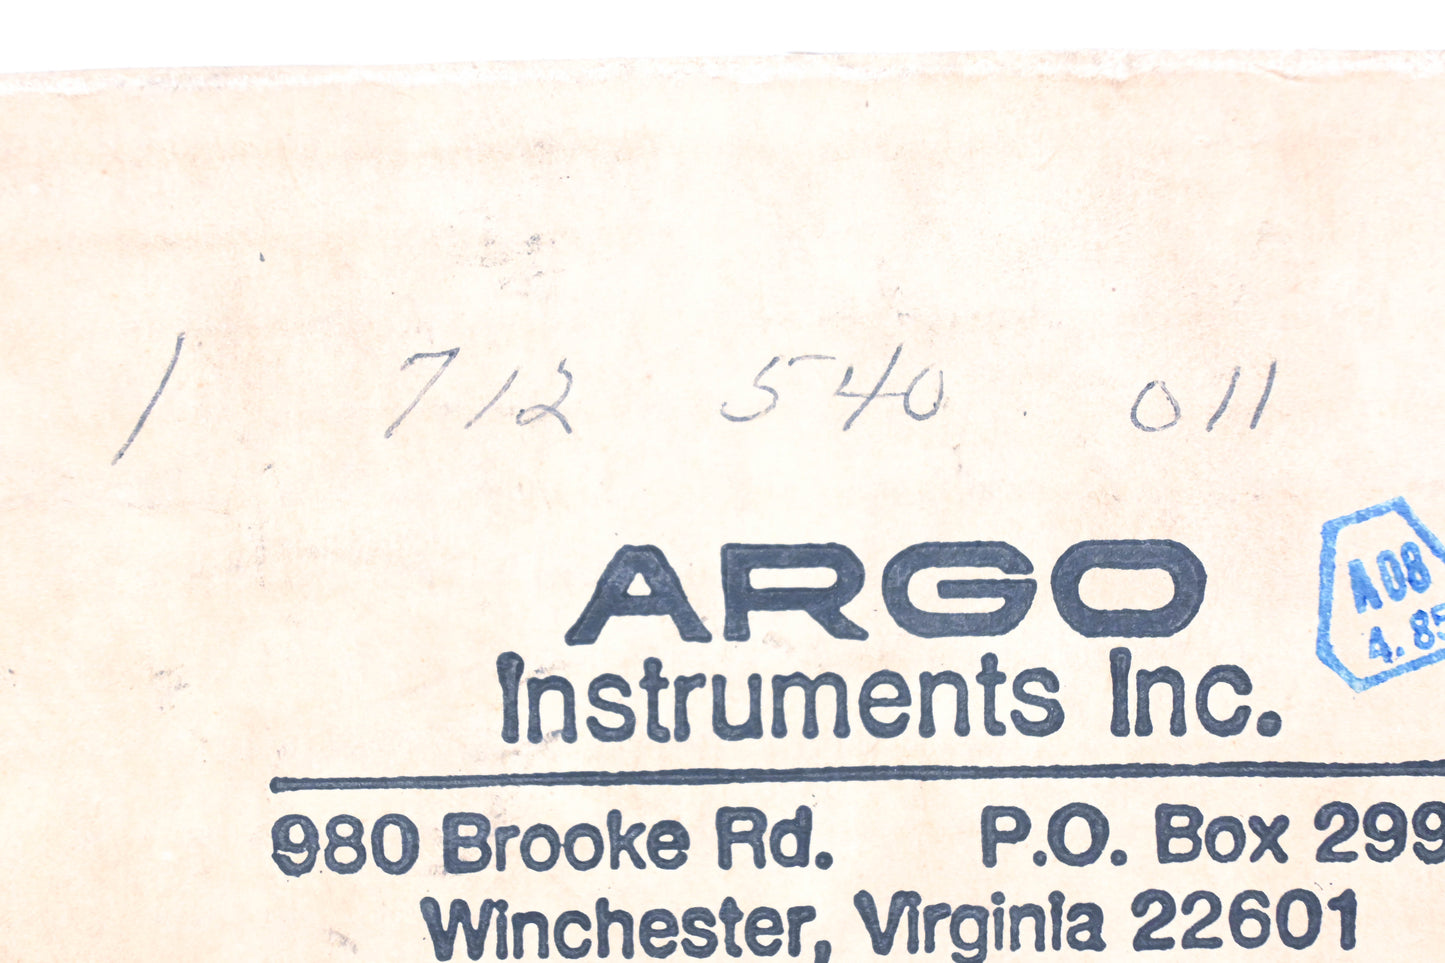 1 712 540 011
ARGO
Instruments Inc.
A08
4.85
980 Brooke Rd. P.O. Box 299
Winchester, Virginia 22601